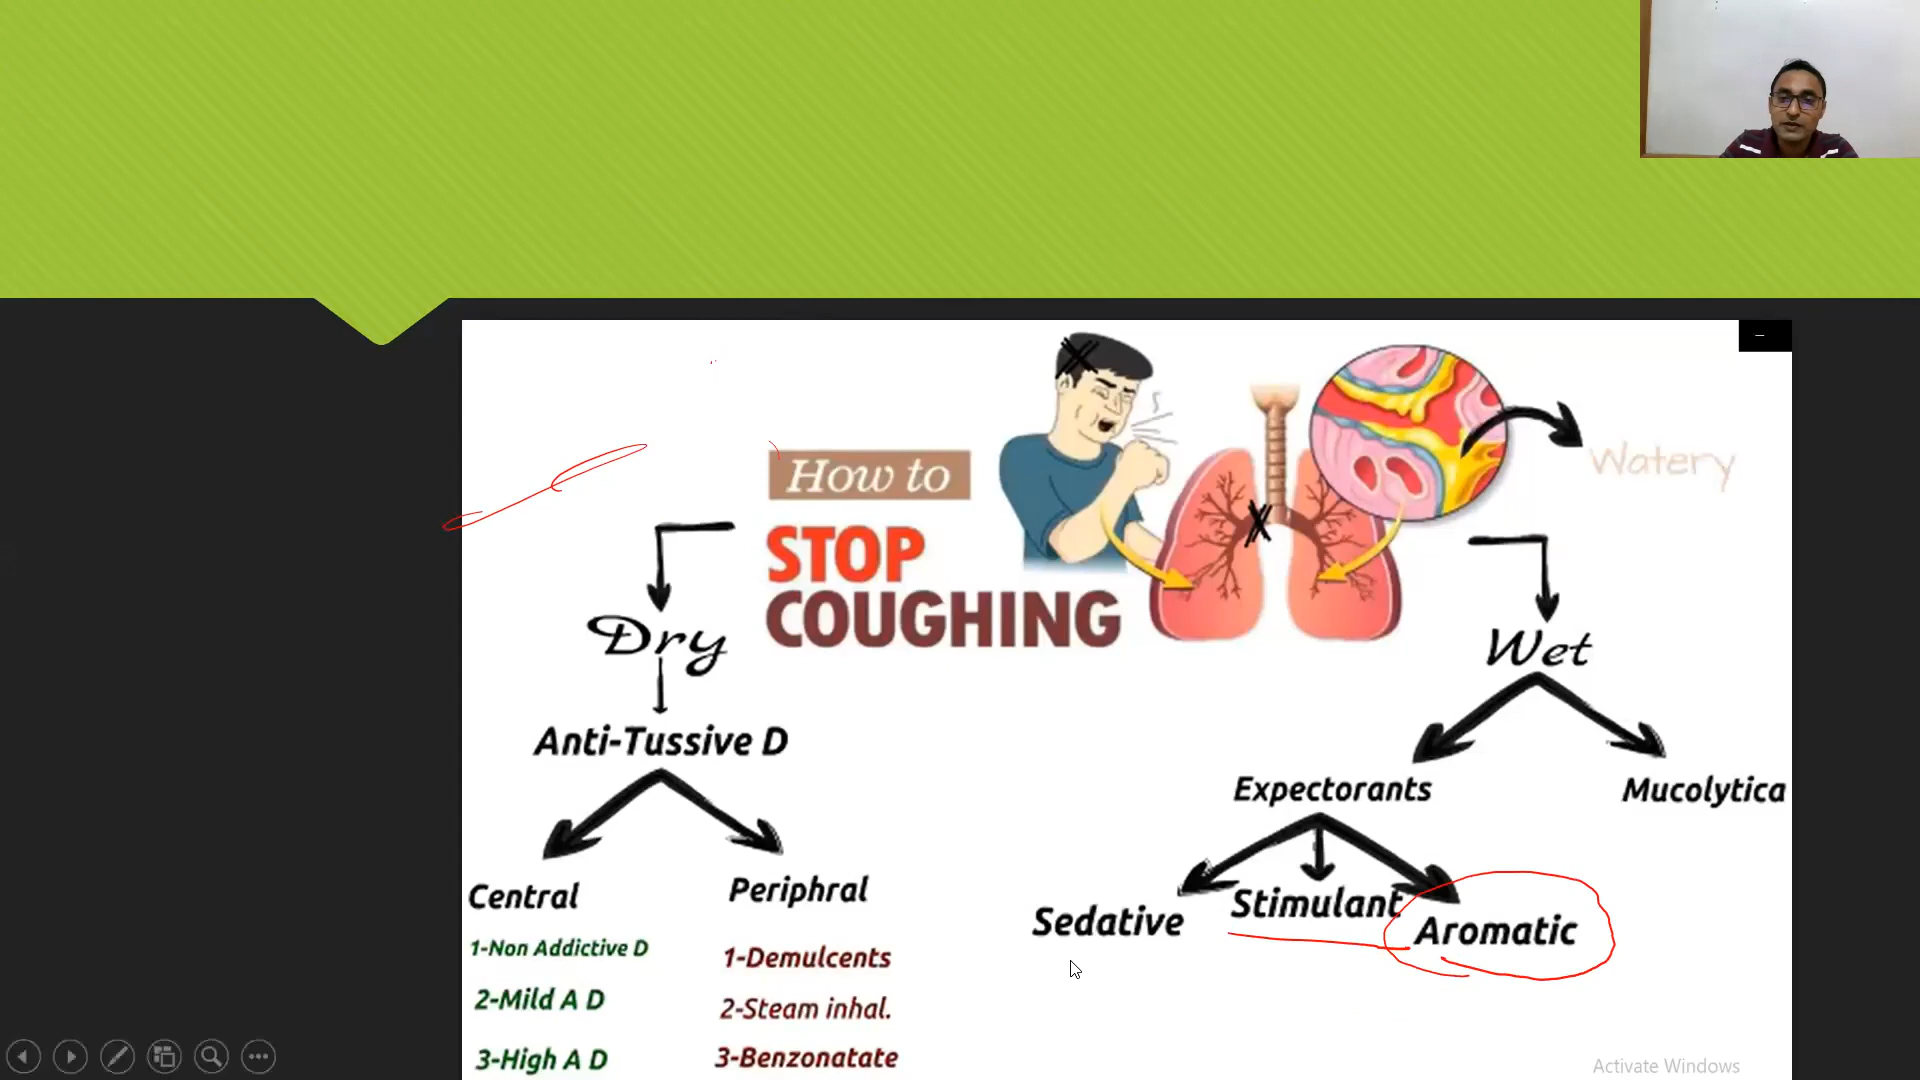 How to
STOP
COUGHING
Watery
Dry
Wet
Anti-Tussive D
Expectorants
Mucolytica
Central
Periphral
Sedative
Stimulant
Aromatic
1-Non Addictive D
1-Demulcents
2-Mild A D
2-Steam inhal.
3-High A D
3-Benzonatate
Activate Windows